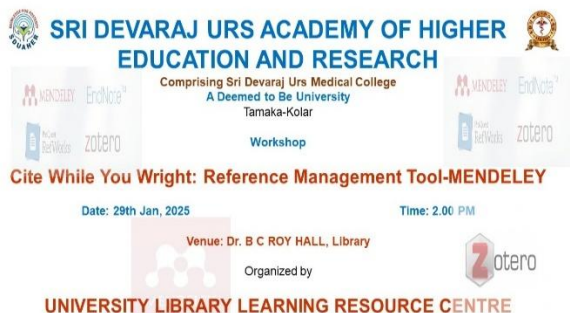 SRI DEVARAJ URS ACADEMY OF HIGHER
EDUCATION AND RESEARCH
Comprising Sri Devaraj Urs Medical College
A Deemed to Be University
Tamaka-Kolar
MENDELEY EndNote
RefWorks zotero
MENDELEY EndNote
RefWorks zotero
Workshop
Cite While You Wright: Reference Management Tool-MENDELEY
Date: 29th Jan, 2025 Time: 2.00 PM
Venue: Dr. B C ROY HALL, Library
Zotero
Organized by
UNIVERSITY LIBRARY LEARNING RESOURCE CENTRE